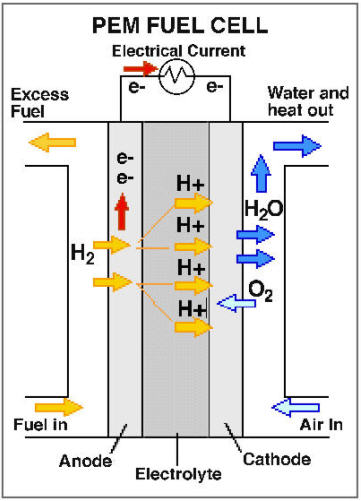 PEM FUEL CELL
Electrical Current
e- e-
Excess
Fuel
Water and
heat out
e-
e-
H+
H+
H+
H+
H2
H2O
O2
Fuel in
Air In
Anode
Electrolyte
Cathode